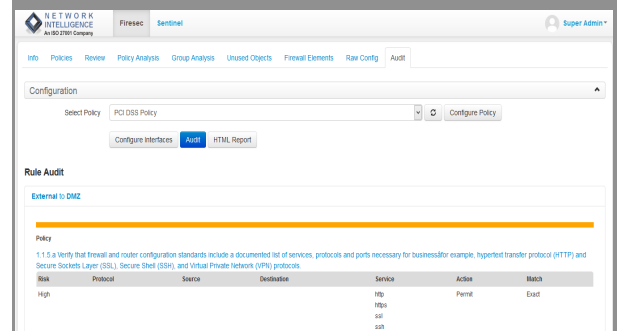 NETWORK
INTELLIGENCE
An ISO 27001 Company
Firesec Sentinel
Super Admin
Info Policies Review Policy Analysis Group Analysis Unused Objects Firewall Elements Raw Config Audit
Configuration
Select Policy PCI DSS Policy Configure Policy
Configure Interfaces Audit HTML Report
Rule Audit
External to DMZ
Policy
1.1.5.a Verify that firewall and router configuration standards include a documented list of services, protocols and ports necessary for businessâfor example, hypertext transfer protocol (HTTP) and
Secure Sockets Layer (SSL), Secure Shell (SSH), and Virtual Private Network (VPN) protocols.
Risk Protocol Source Destination Service Action Match
High http Permit Exact
https
ssl
ssh